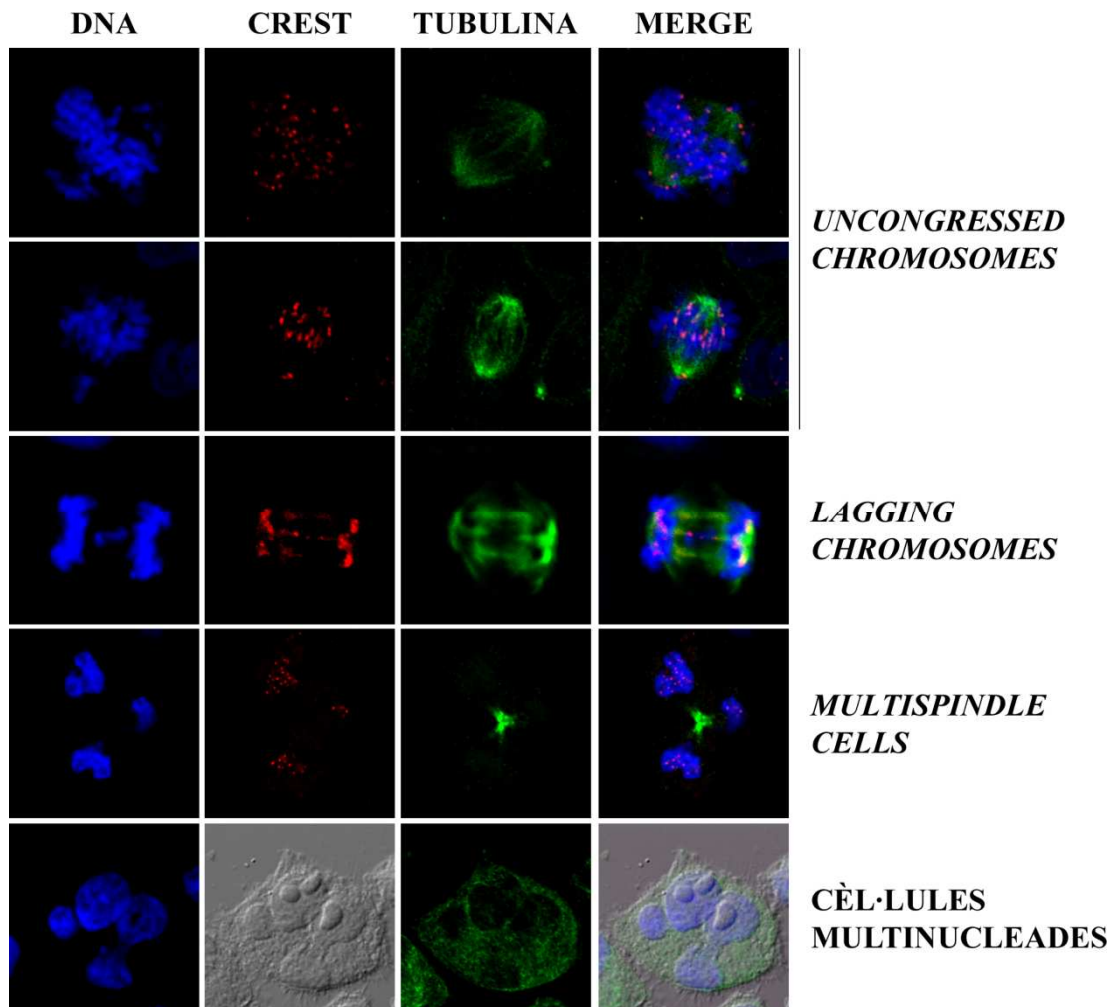 DNA CREST TUBULINA MERGE
UNCONGRESSED
CHROMOSOMES
LAGGING
CHROMOSOMES
MULTISPINDLE
CELLS
CÈL·LULES
MULTINUCLEADES